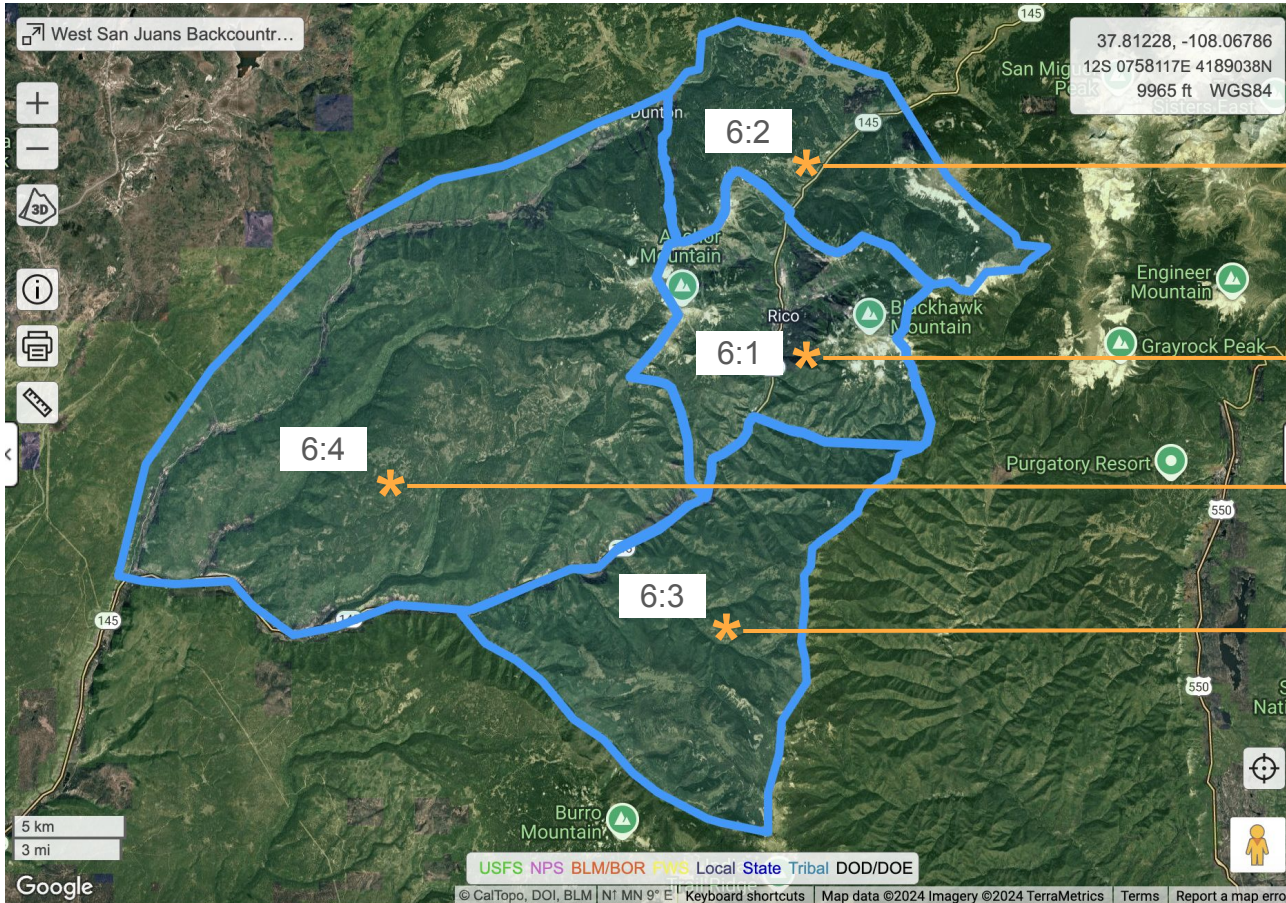 West San Juans Backcountr…
145
37.81228, -108.06786
12S 0758117E 4189038N
9965 ft WGS84
San Miguel
Peak
Dunton
145
6:2
3D
Anchor
Mountain
Engineer
Mountain
Rico
Blackhawk
Mountain
6:1
Grayrock Peak
6:4
Purgatory Resort
550
6:3
145
550
Nati
5 km
3 mi
Burro
Mountain
USFS NPS BLM/BOR FWS Local State Tribal DOD/DOE
Google
© CalTopo, DOI, BLM
N↑ MN 9° E
Keyboard shortcuts
Map data ©2024 Imagery ©2024 TerraMetrics
Terms
Report a map erro